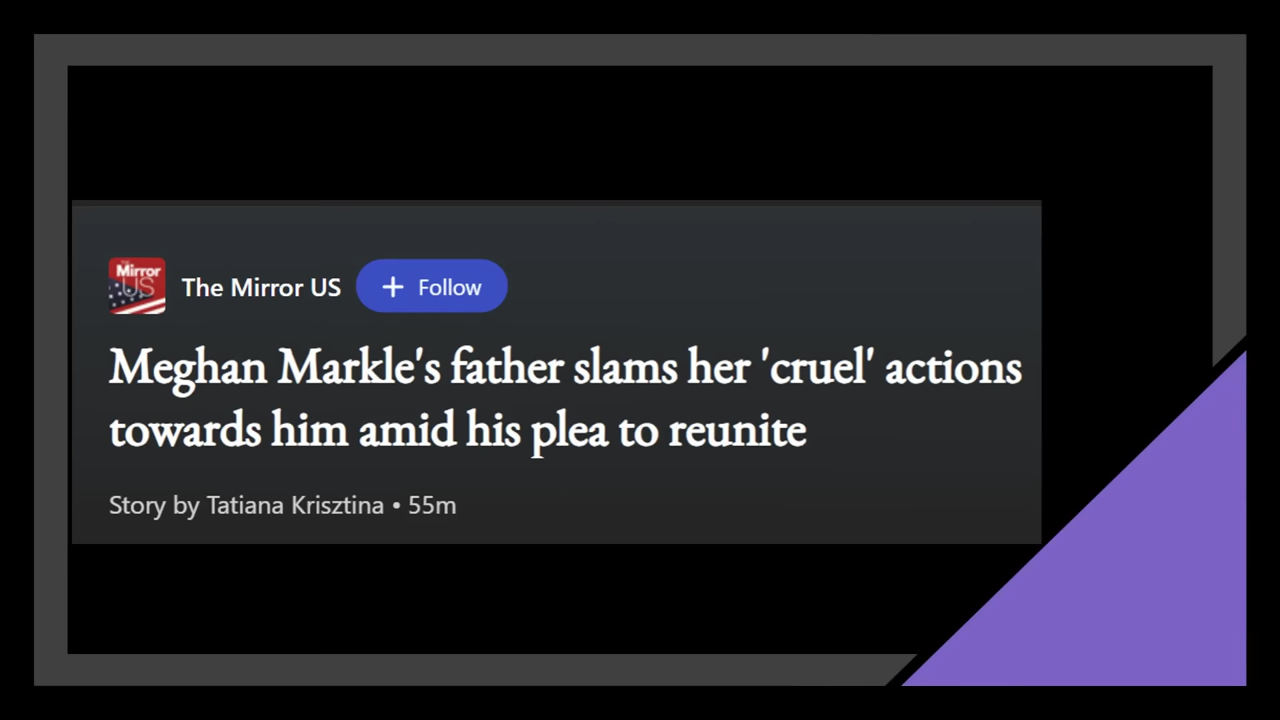 The Mirror US
The Mirror US + Follow
Meghan Markle's father slams her 'cruel' actions
towards him amid his plea to reunite
Story by Tatiana Krisztina • 55m